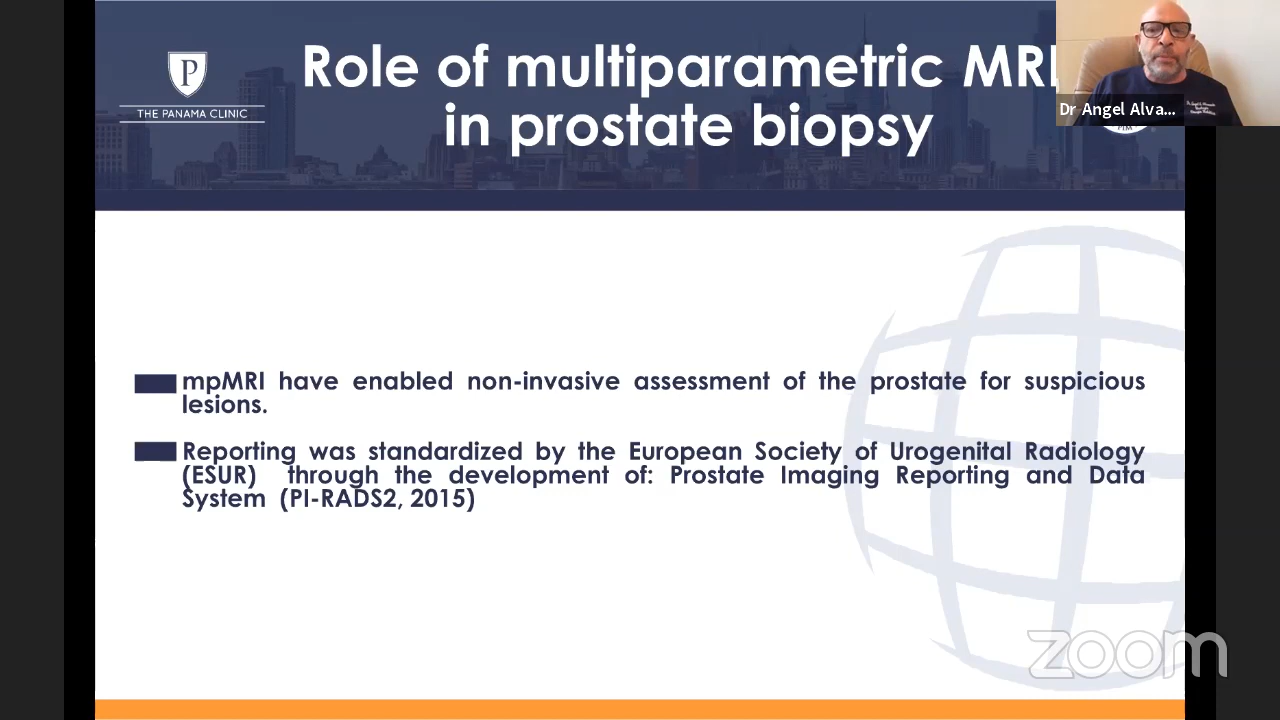 Role of multiparametric MRI
in prostate biopsy
P
THE PANAMA CLINIC
Dr Angel Alva...
PIM
mpMRI have enabled non-invasive assessment of the prostate for suspicious
lesions.
Reporting was standardized by the European Society of Urogenital Radiology
(ESUR) through the development of: Prostate Imaging Reporting and Data
System (PI-RADS2, 2015)
zoom